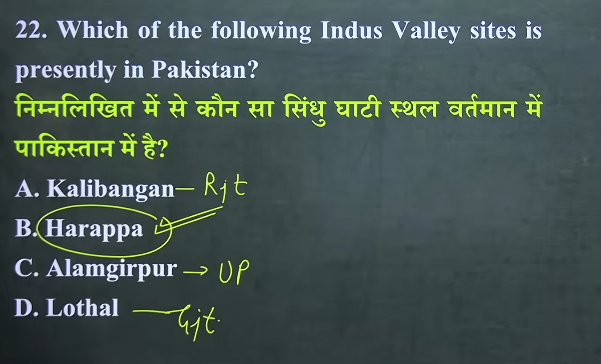 22. Which of the following Indus Valley sites is
presently in Pakistan?
निम्नलिखित में से कौन सा सिंधु घाटी स्थल वर्तमान में
पाकिस्तान में है?
A. Kalibangan— Rjt
B. Harappa
C. Alamgirpur → UP
D. Lothal — Gjt.